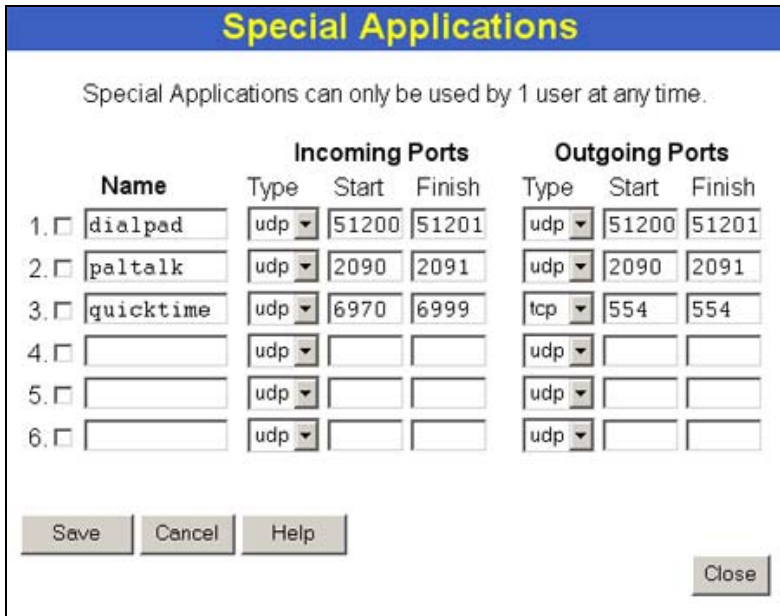 Special Applications
Special Applications can only be used by 1 user at any time.
Incoming Ports Outgoing Ports
Name Type Start Finish Type Start Finish
1. dialpad udp 51200 51201 udp 51200 51201
2. paltalk udp 2090 2091 udp 2090 2091
3. quicktime udp 6970 6999 tcp 554 554
4. udp udp
5. udp udp
6. udp udp
Save Cancel Help
Close